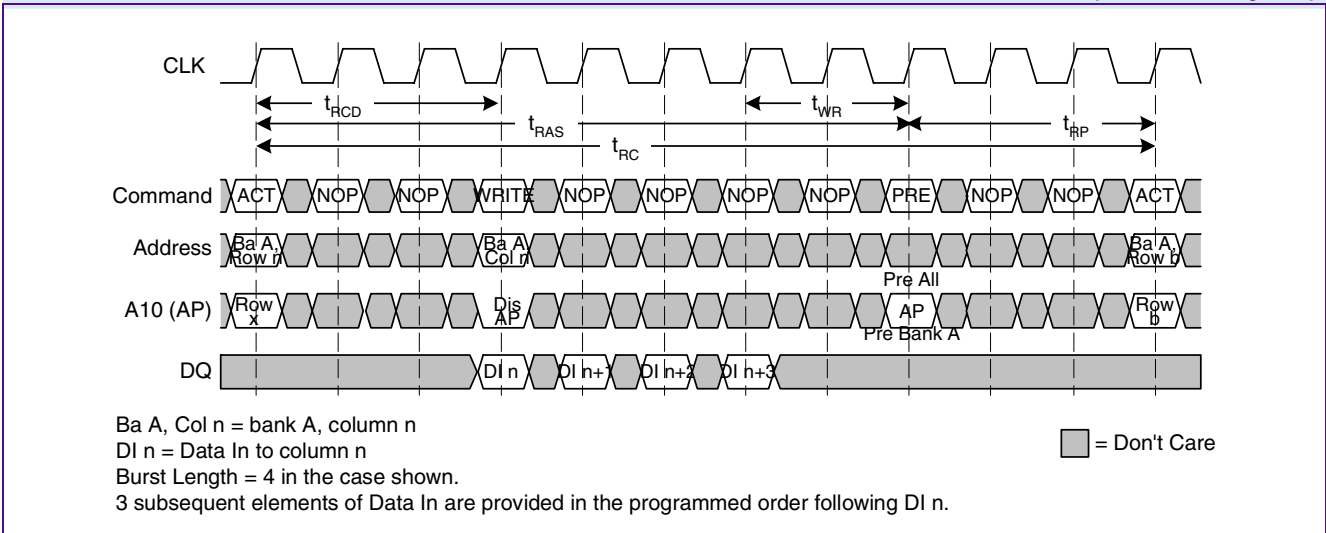 CLK
tRCD
tWR
tRAS
tRP
tRC
Command ACT NOP NOP WRITE NOP NOP NOP NOP PRE NOP NOP ACT
Address Ba A, Row n Ba A, Col n Ba A, Row b
Pre All
A10 (AP) Row x Dis AP AP Row b
Pre Bank A
DQ DI n DI n+1 DI n+2 DI n+3
Ba A, Col n = bank A, column n
DI n = Data In to column n
Burst Length = 4 in the case shown.
3 subsequent elements of Data In are provided in the programmed order following DI n.
= Don't Care